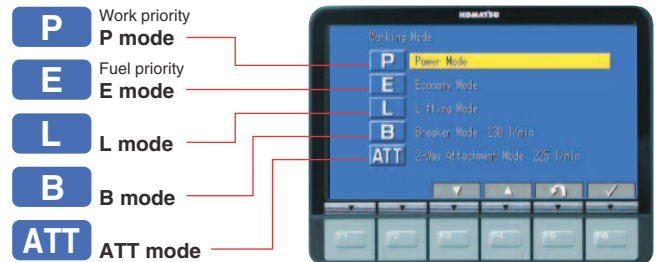 P
Work priority
P mode
E
Fuel priority
E mode
L
L mode
B
B mode
ATT
ATT mode
KOMATSU
Working Mode
P Power Mode
E Economy Mode
L Lifting Mode
B Breaker Mode 130 l/min
ATT 2-Way Attachment Mode 225 l/min
F1 F2 F3 F4 F5 F6